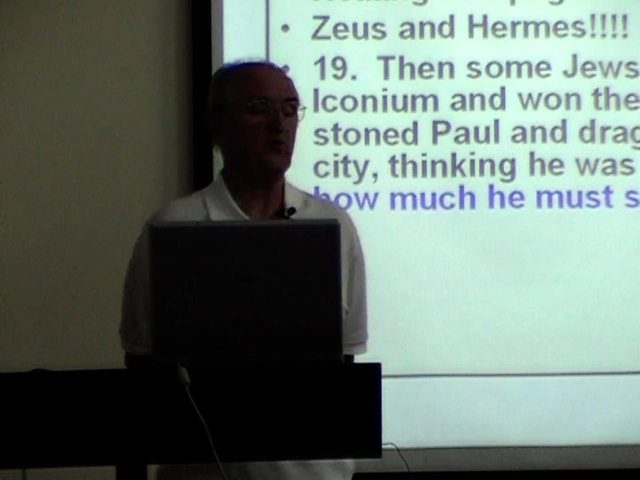 • Zeus and Hermes!!!!
• 19. Then some Jews
Iconium and won the
stoned Paul and drag
city, thinking he was
how much he must s